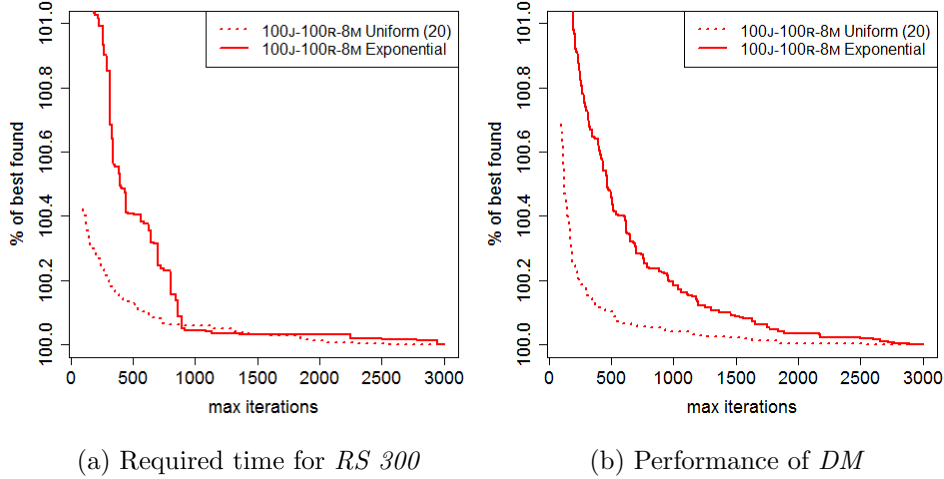 100J-100R-8M Uniform (20)
100J-100R-8M Exponential
% of best found
101.0
100.8
100.6
100.4
100.2
100.0
0 500 1000 1500 2000 2500 3000
max iterations
(a) Required time for RS 300
100J-100R-8M Uniform (20)
100J-100R-8M Exponential
% of best found
101.0
100.8
100.6
100.4
100.2
100.0
0 500 1000 1500 2000 2500 3000
max iterations
(b) Performance of DM